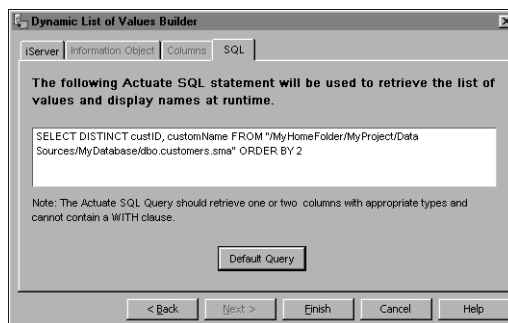 Dynamic List of Values Builder
iServer Information Object Columns SQL
The following Actuate SQL statement will be used to retrieve the list of
values and display names at runtime.
SELECT DISTINCT custID, customName FROM "/MyHomeFolder/MyProject/Data
Sources/MyDatabase/dbo.customers.sma" ORDER BY 2
Note: The Actuate SQL Query should retrieve one or two columns with appropriate types and
cannot contain a WITH clause.
Default Query
< Back Next > Finish Cancel Help